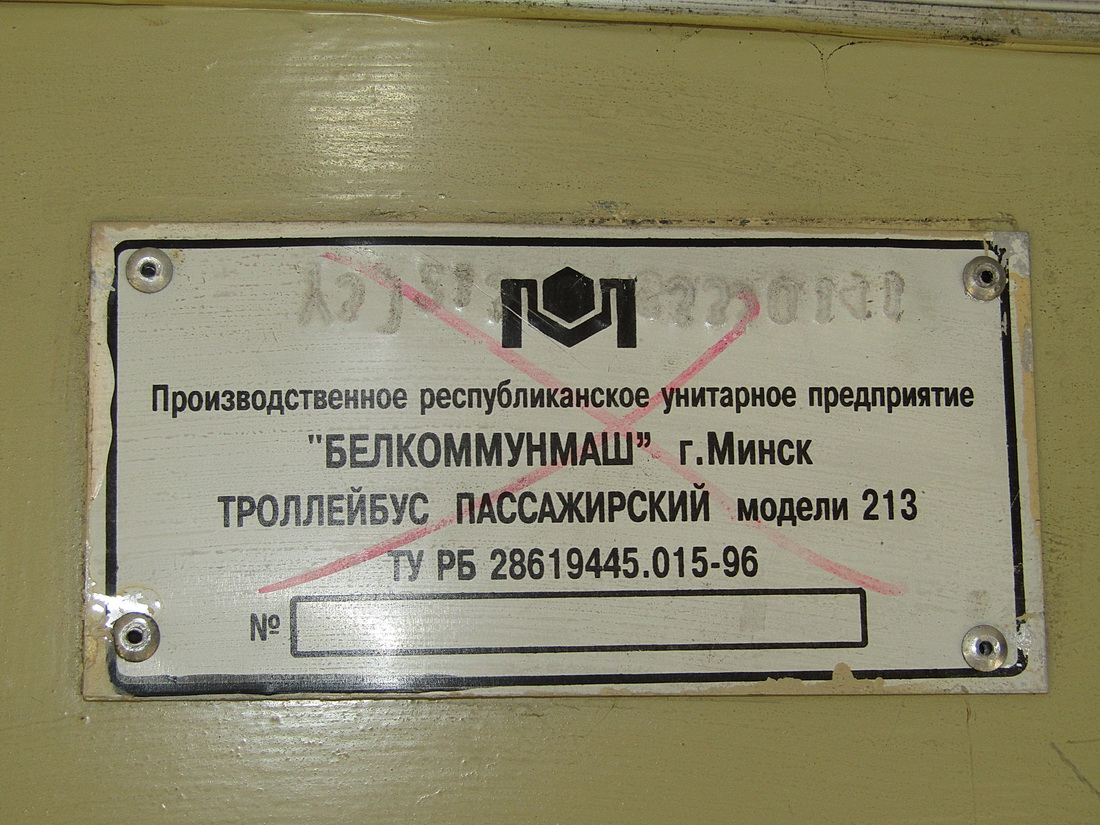 Производственное республиканское унитарное предприятие
"БЕЛКОММУНМАШ” г.Минск
ТРОЛЛЕЙБУС ПАССАЖИРСКИЙ модели 213
ТУ РБ 28619445.015-96
№